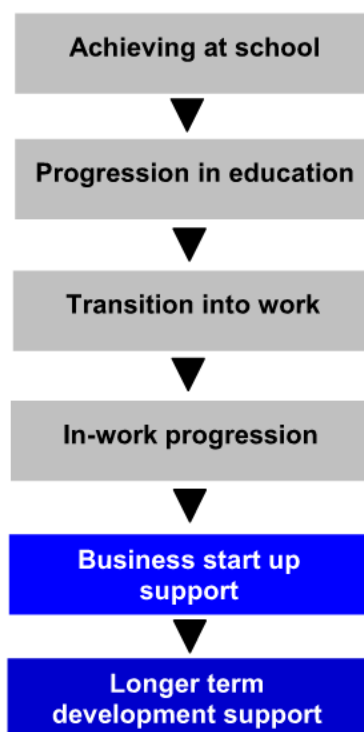 Achieving at school
Progression in education
Transition into work
In-work progression
Business start up
support
Longer term
development support